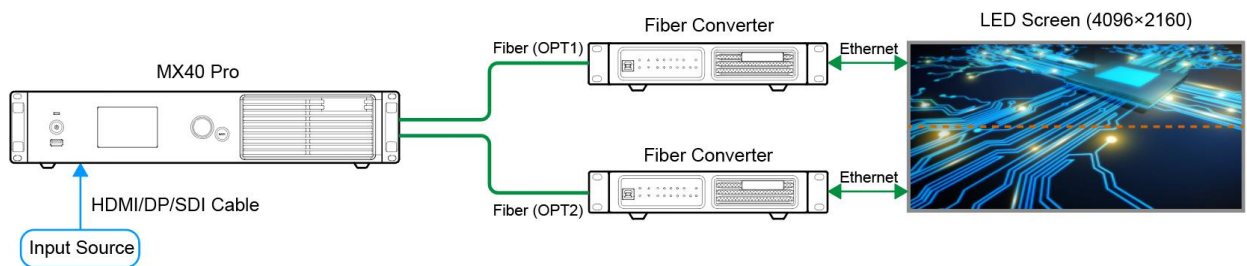 Fiber Converter
LED Screen (4096×2160)
Fiber (OPT1)
Ethernet
MX40 Pro
Fiber Converter
Ethernet
HDMI/DP/SDI Cable
Fiber (OPT2)
Input Source